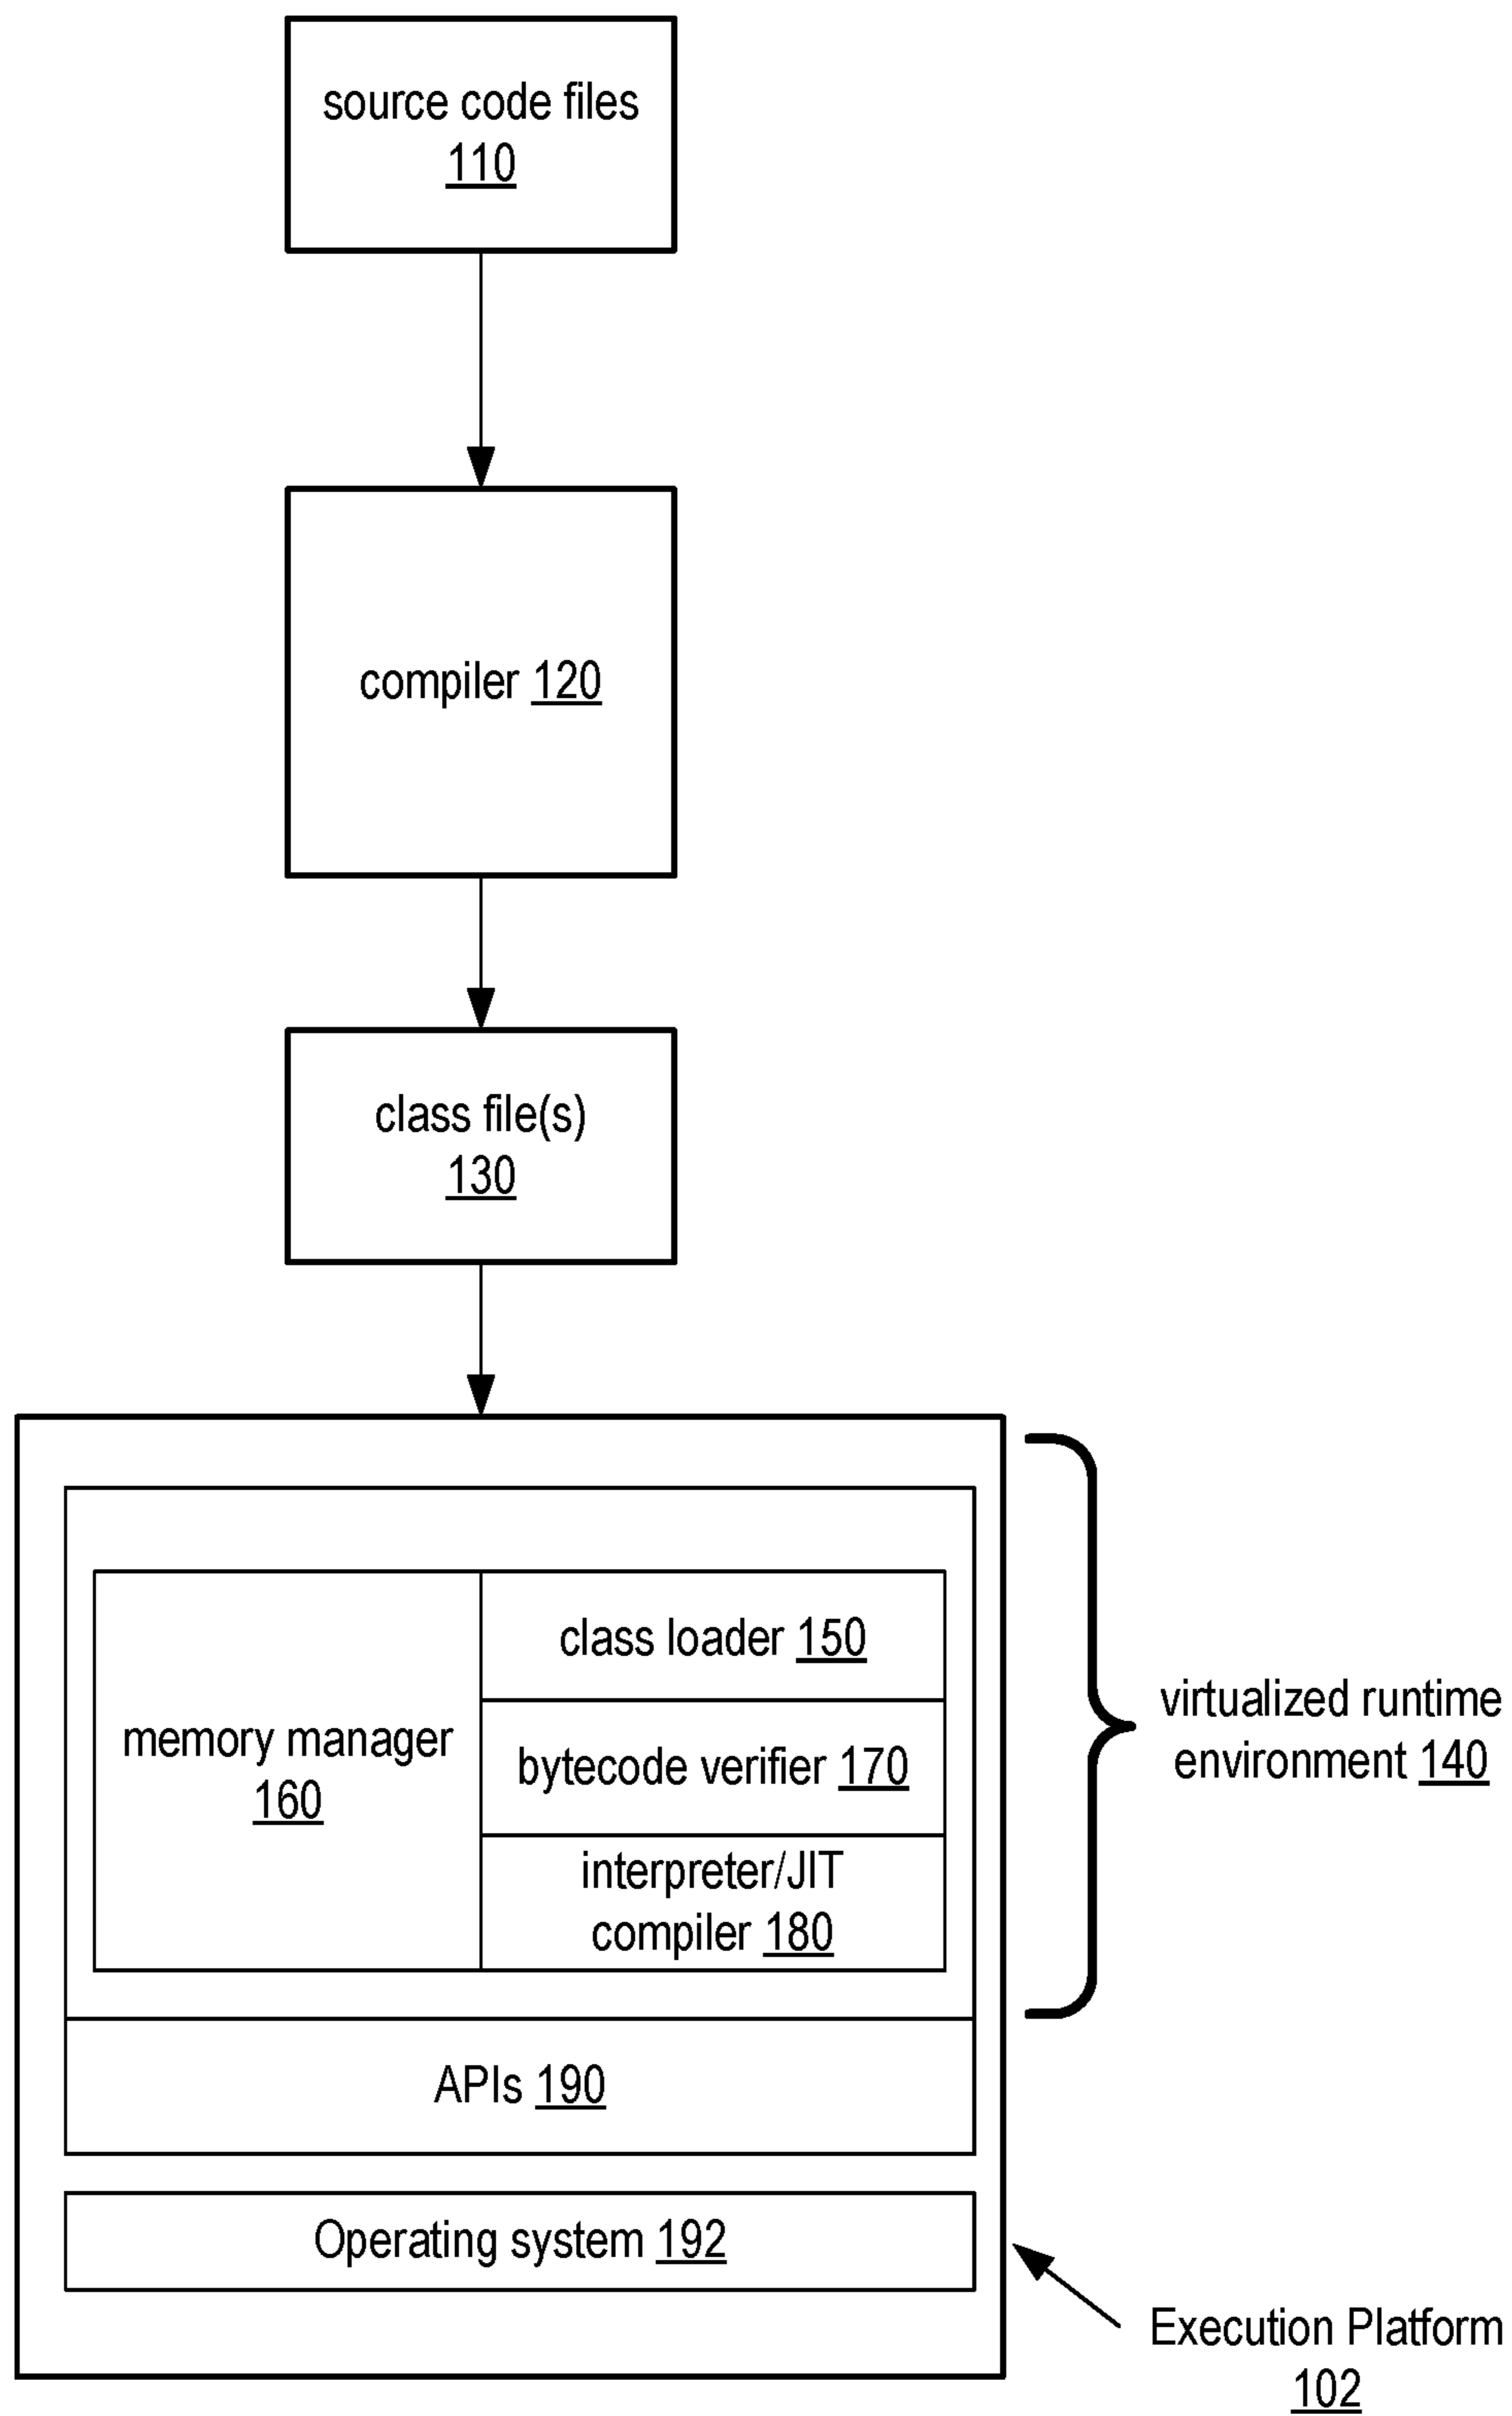 source code files
110
compiler 120
class file(s)
130
class loader 150
memory manager
160
bytecode verifier 170
interpreter/JIT
compiler 180
virtualized runtime
environment 140
APIs 190
Operating system 192
Execution Platform
102